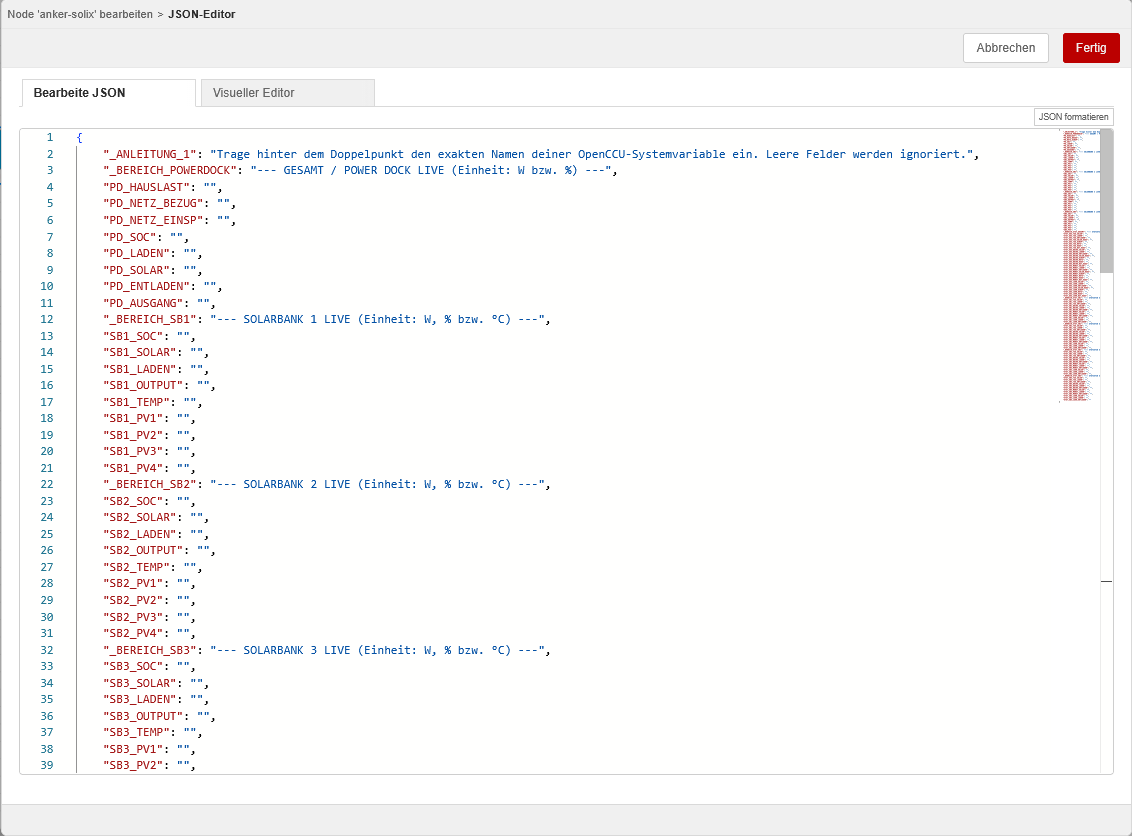 Node 'anker-solix' bearbeiten > JSON-Editor
Abbrechen Fertig
Bearbeite JSON Visueller Editor
JSON formatieren
1 {
2 "_ANLEITUNG_1": "Trage hinter dem Doppelpunkt den exakten Namen deiner OpenCCU-Systemvariable ein. Leere Felder werden ignoriert.",
3 "_BEREICH_POWERDOCK": "--- GESAMT / POWER DOCK LIVE (Einheit: W bzw. %) ---",
4 "PD_HAUSLAST": "",
5 "PD_NETZ_BEZUG": "",
6 "PD_NETZ_EINSP": "",
7 "PD_SOC": "",
8 "PD_LADEN": "",
9 "PD_SOLAR": "",
10 "PD_ENTLADEN": "",
11 "PD_AUSGANG": "",
12 "_BEREICH_SB1": "--- SOLARBANK 1 LIVE (Einheit: W, % bzw. °C) ---",
13 "SB1_SOC": "",
14 "SB1_SOLAR": "",
15 "SB1_LADEN": "",
16 "SB1_OUTPUT": "",
17 "SB1_TEMP": "",
18 "SB1_PV1": "",
19 "SB1_PV2": "",
20 "SB1_PV3": "",
21 "SB1_PV4": "",
22 "_BEREICH_SB2": "--- SOLARBANK 2 LIVE (Einheit: W, % bzw. °C) ---",
23 "SB2_SOC": "",
24 "SB2_SOLAR": "",
25 "SB2_LADEN": "",
26 "SB2_OUTPUT": "",
27 "SB2_TEMP": "",
28 "SB2_PV1": "",
29 "SB2_PV2": "",
30 "SB2_PV3": "",
31 "SB2_PV4": "",
32 "_BEREICH_SB3": "--- SOLARBANK 3 LIVE (Einheit: W, % bzw. °C) ---",
33 "SB3_SOC": "",
34 "SB3_SOLAR": "",
35 "SB3_LADEN": "",
36 "SB3_OUTPUT": "",
37 "SB3_TEMP": "",
38 "SB3_PV1": "",
39 "SB3_PV2": "",